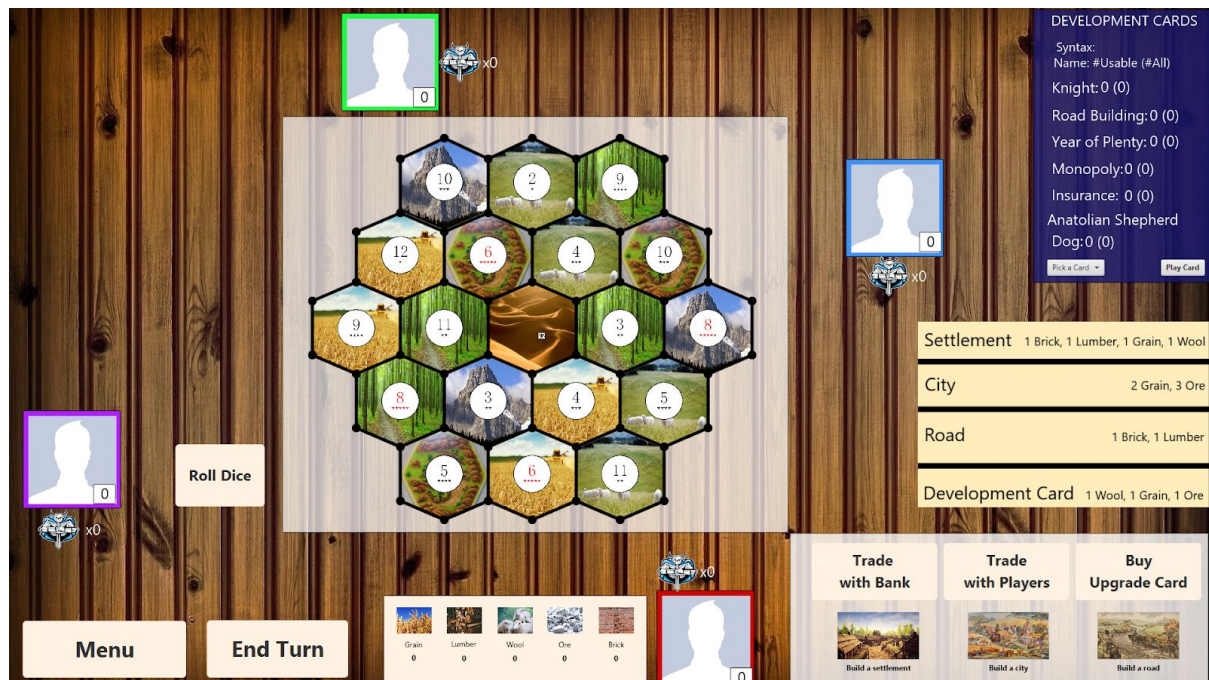 DEVELOPMENT CARDS
Syntax:
Name: #Usable (#All)
Knight: 0 (0)
Road Building: 0 (0)
Year of Plenty: 0 (0)
Monopoly: 0 (0)
Insurance: 0 (0)
Anatolian Shepherd
Dog: 0 (0)
Pick a Card
Play Card
0
x0
0
x0
10
2
9
12
6
4
10
9
11
3
8
8
3
4
5
5
6
11
Settlement 1 Brick, 1 Lumber, 1 Grain, 1 Wool
City 2 Grain, 3 Ore
Road 1 Brick, 1 Lumber
Development Card 1 Wool, 1 Grain, 1 Ore
0
x0
Roll Dice
Menu
End Turn
Grain Lumber Wool Ore Brick
0 0 0 0 0
x0
0
Trade
with Bank
Trade
with Players
Buy
Upgrade Card
Build a settlement
Build a city
Build a road